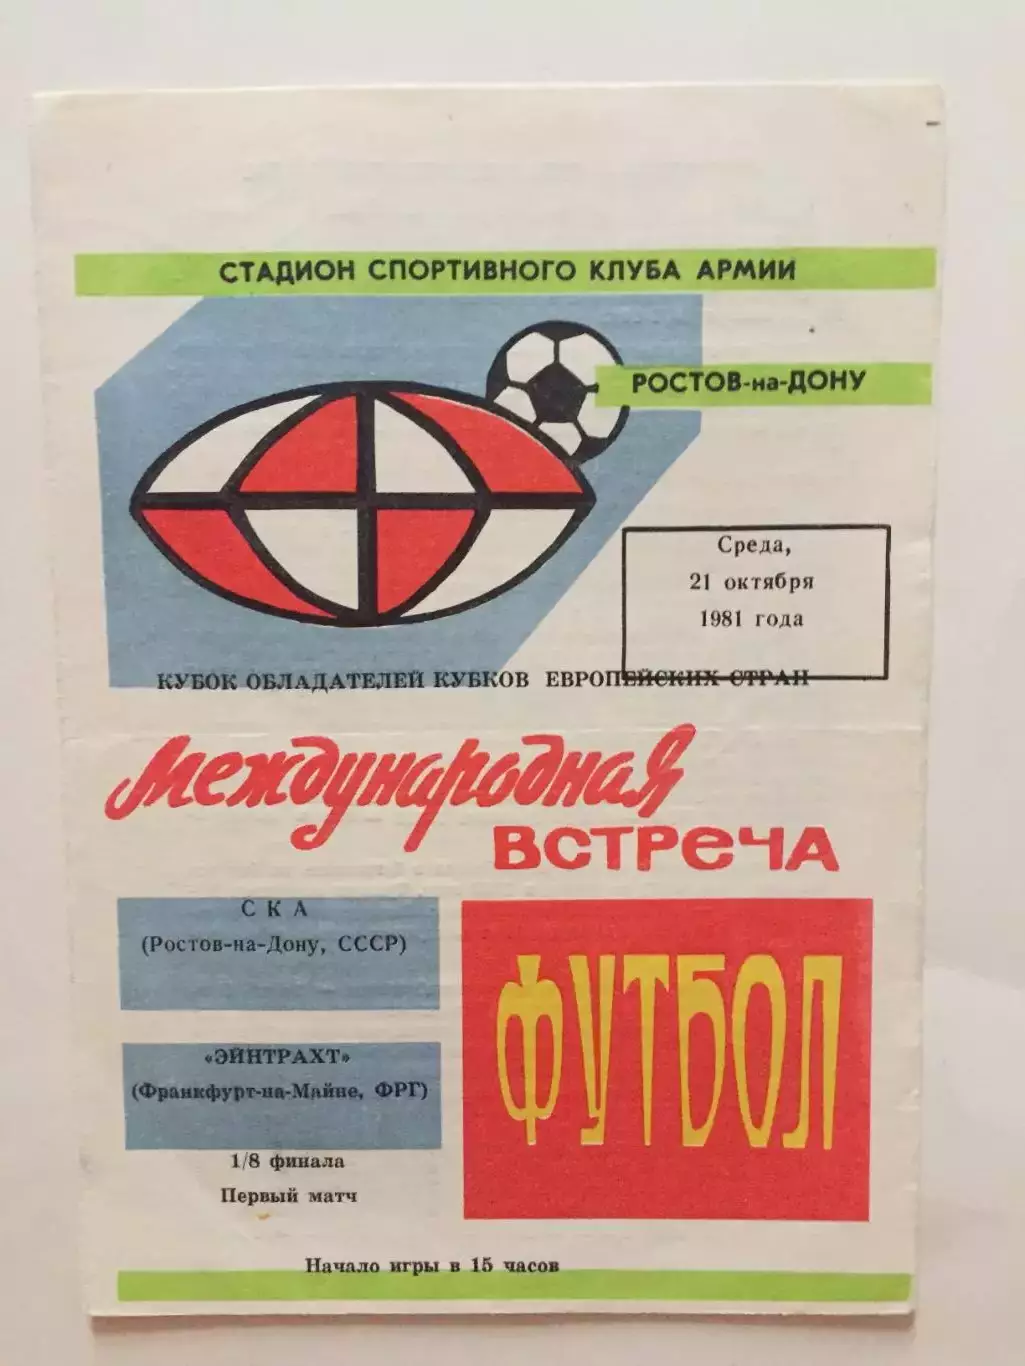 СТАДИОН СПОРТИВНОГО КЛУБА АРМИИ
РОСТОВ-на-ДОНУ
Среда,
21 октября
1981 года
КУБОК ОБЛАДАТЕЛЕЙ КУБКОВ ЕВРОПЕЙСКИХ СТРАН
Международная
ВСТРЕЧА
СКА
(Ростов-на-Дону, СССР)
«ЭЙНТРАХТ»
(Франкфурт-на-Майне, ФРГ)
1/8 финала
Первый матч
ФУТБОЛ
Начало игры в 15 часов